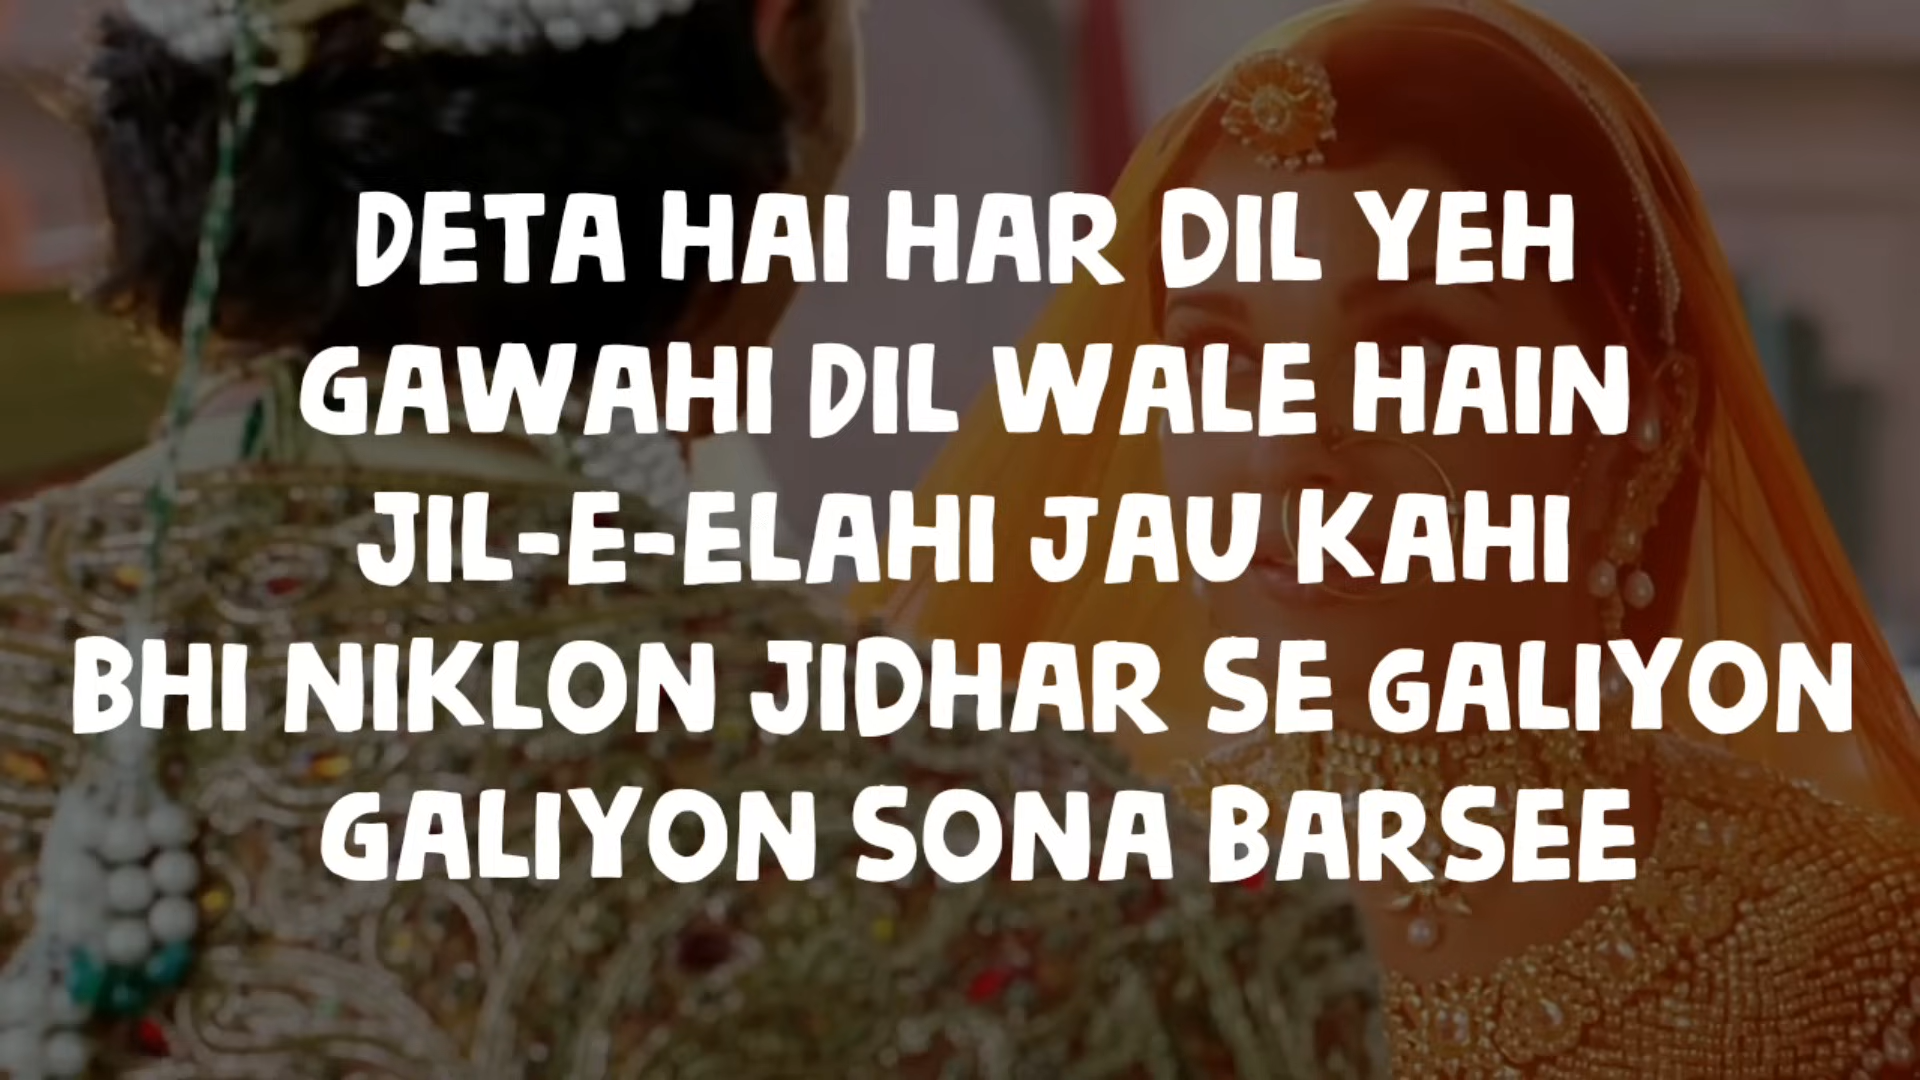 DETA HAI HAR DIL YEH
GAWAHI DIL WALE HAIN
JIL-E-ELAHI JAU KAHI
BHI NIKLON JIDHAR SE GALIYON
GALIYON SONA BARSEE